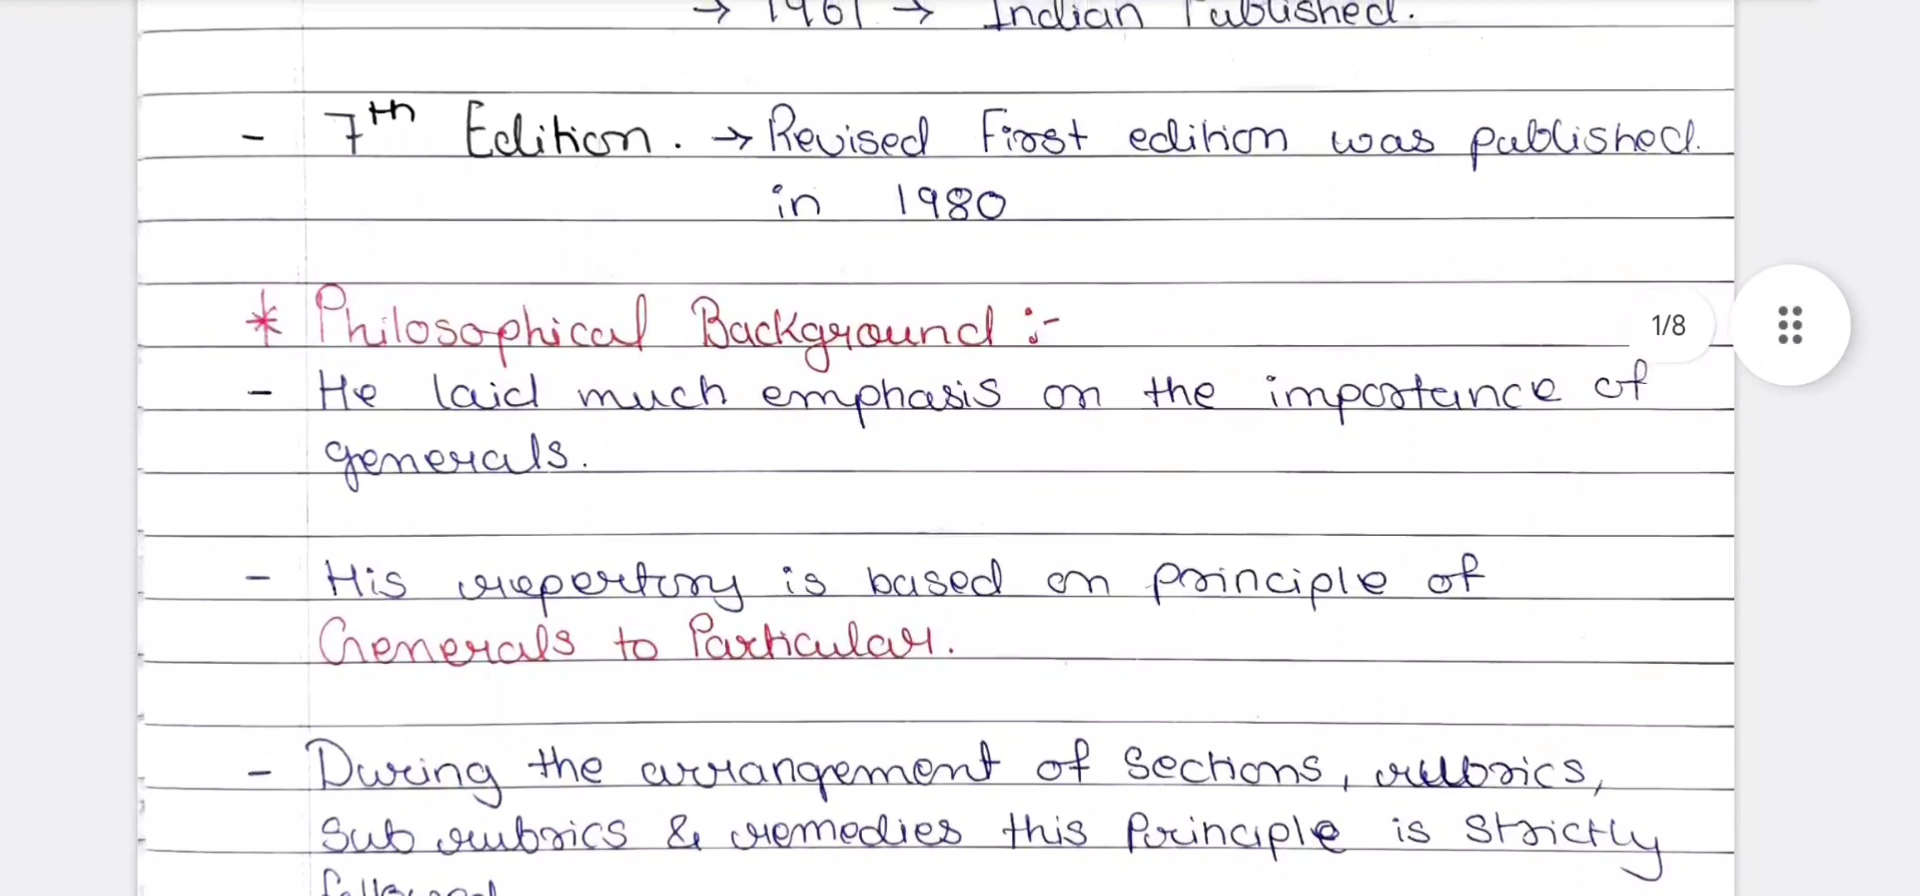 → 1961 → Indian Published.
- 7th Edition. → Revised First edition was published.
in 1980
* Philosophical Background :-
1/8
- He laid much emphasis on the importance of
generals.
- His repertory is based on principle of
Generals to Particular.
- During the arrangement of Sections, rubrics,
Sub rubrics & remedies this Principle is Strictly
followed